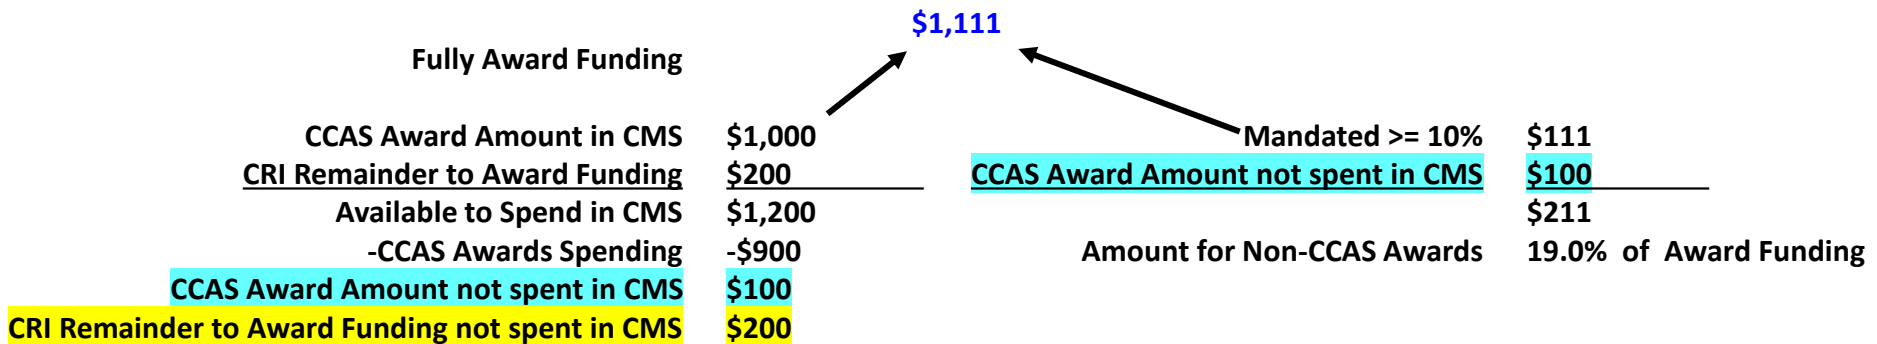 $1,111
Fully Award Funding
CCAS Award Amount in CMS $1,000 Mandated >= 10% $111
CRI Remainder to Award Funding $200 CCAS Award Amount not spent in CMS $100
Available to Spend in CMS $1,200 $211
-CCAS Awards Spending -$900 Amount for Non-CCAS Awards 19.0% of Award Funding
CCAS Award Amount not spent in CMS $100
CRI Remainder to Award Funding not spent in CMS $200